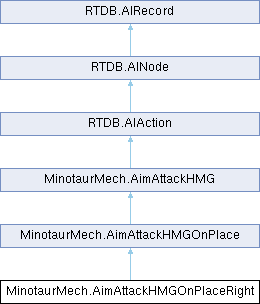 RTDB.AIRecord
RTDB.AINode
RTDB.AIAction
MinotaurMech.AimAttackHMG
MinotaurMech.AimAttackHMGOnPlace
MinotaurMech.AimAttackHMGOnPlaceRight